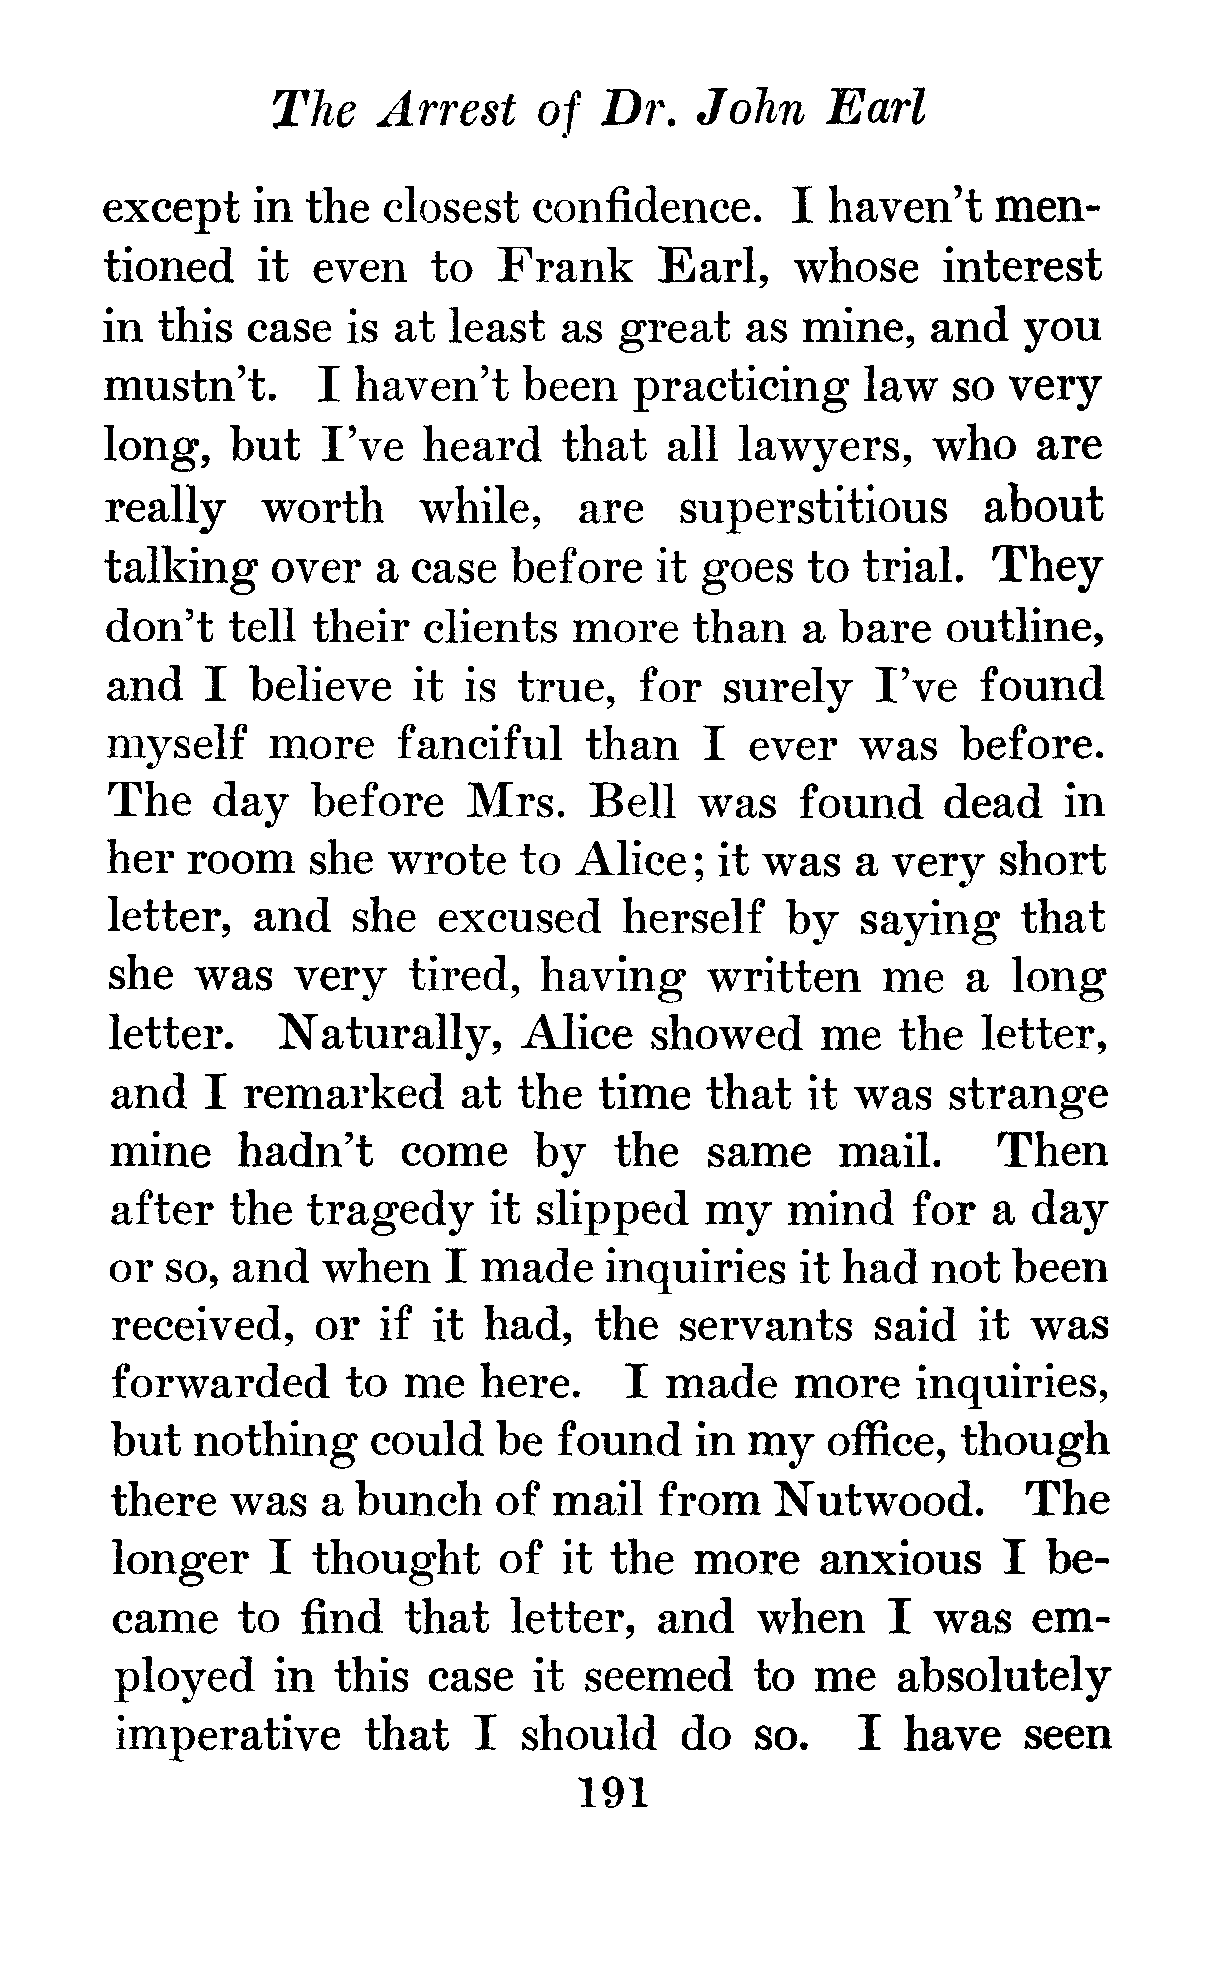 The Arrest of Dr. John Earl
except in the closest confidence. I haven't men-
tioned it even to Frank Earl, whose interest
in this case is at least as great as mine, and you
mustn't. I haven't been practicing law so very
long, but I've heard that all lawyers, who are
really worth while, are superstitious about
talking over a case before it goes to trial. They
don't tell their clients more than a bare outline,
and I believe it is true, for surely I've found
myself more fanciful than I ever was before.
The day before Mrs. Bell was found dead in
her room she wrote to Alice; it was a very short
letter, and she excused herself by saying that
she was very tired, having written me a long
letter. Naturally, Alice showed me the letter,
and I remarked at the time that it was strange
mine hadn't come by the same mail. Then
after the tragedy it slipped my mind for a day
or so, and when I made inquiries it had not been
received, or if it had, the servants said it was
forwarded to me here. I made more inquiries,
but nothing could be found in my office, though
there was a bunch of mail from Nutwood. The
longer I thought of it the more anxious I be-
came to find that letter, and when I was em-
ployed in this case it seemed to me absolutely
imperative that I should do so. I have seen
191